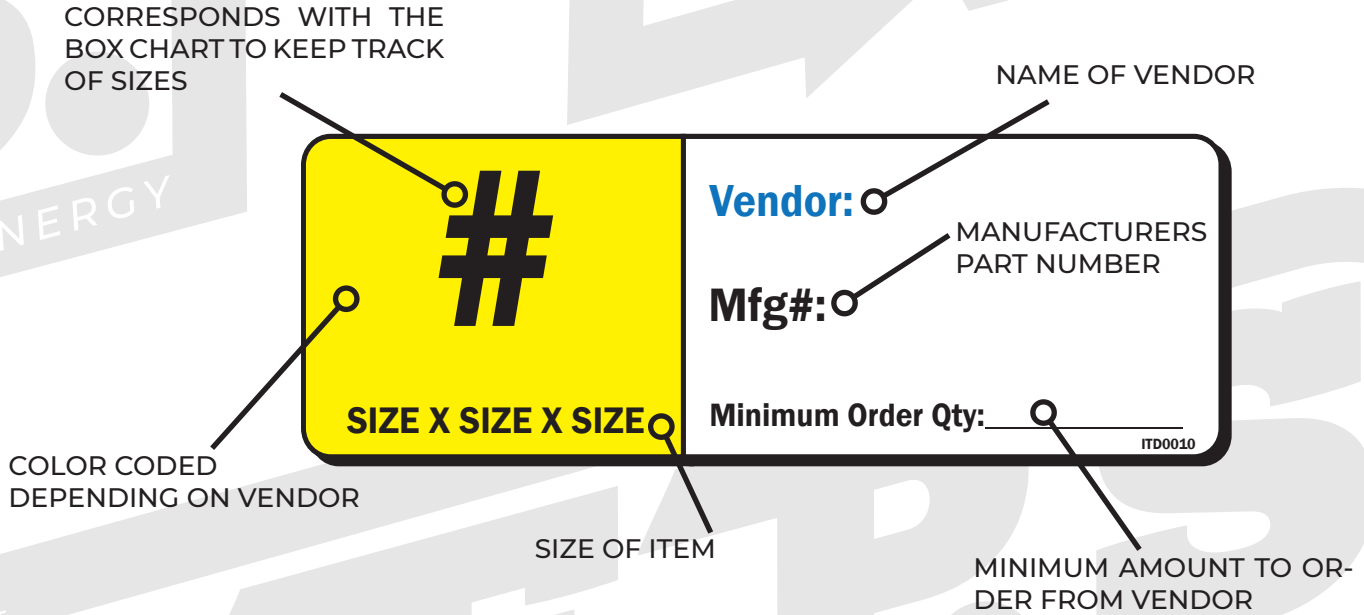 CORRESPONDS WITH THE
BOX CHART TO KEEP TRACK
OF SIZES
NAME OF VENDOR
NERGY
#
Vendor:
MANUFACTURERS
PART NUMBER
Mfg#:
SIZE X SIZE X SIZE
Minimum Order Qty:
ITD0010
COLOR CODED
DEPENDING ON VENDOR
SIZE OF ITEM
MINIMUM AMOUNT TO OR-
DER FROM VENDOR